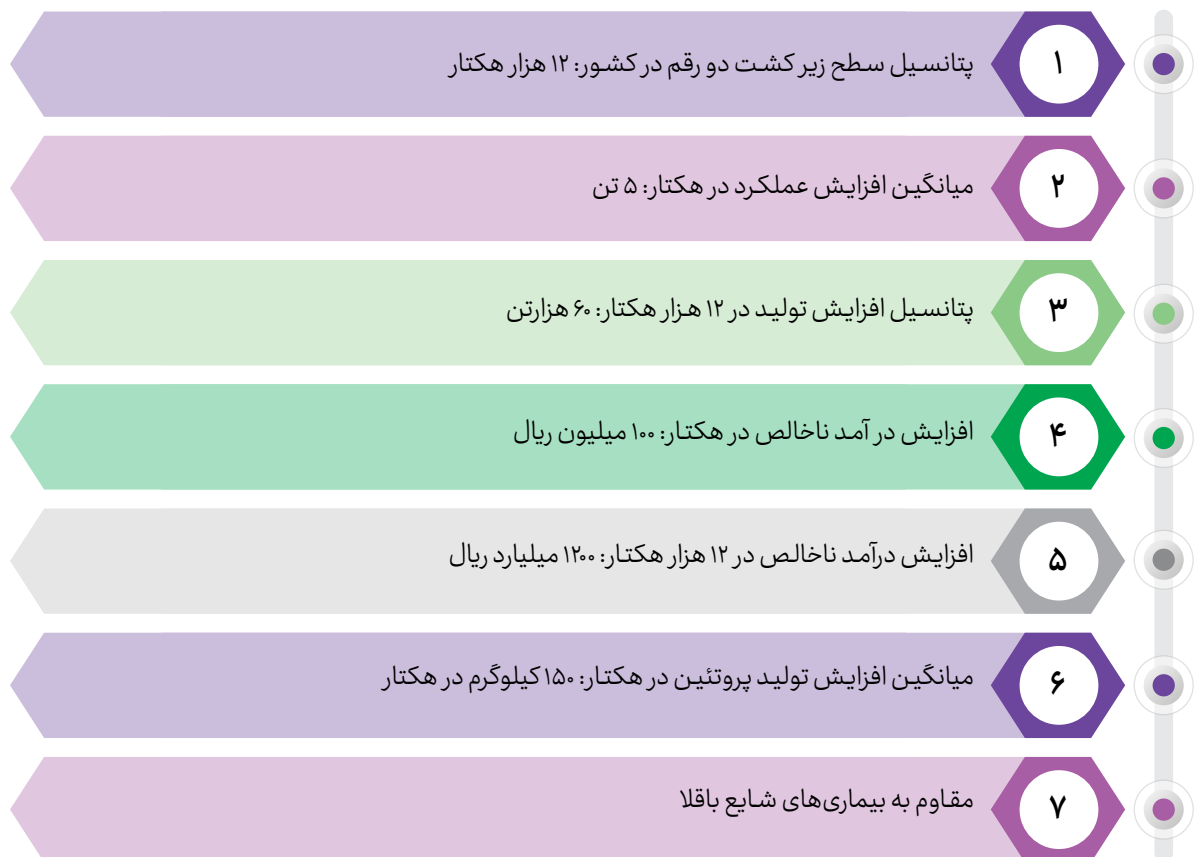 ۱
پتانسیل سطح زیر کشت دو رقم در کشور: ۱۲ هزار هکتار
۲
میانگین افزایش عملکرد در هکتار: ۵ تن
۳
پتانسیل افزایش تولید در ۱۲ هزار هکتار: ۶۰ هزارتن
۴
افزایش در آمد ناخالص در هکتار: ۱۰۰ میلیون ریال
۵
افزایش درآمد ناخالص در ۱۲ هزار هکتار: ۱۲۰۰ میلیارد ریال
۶
میانگین افزایش تولید پروتئین در هکتار: ۱۵۰ کیلوگرم در هکتار
۷
مقاوم به بیماری‌های شایع باقلا